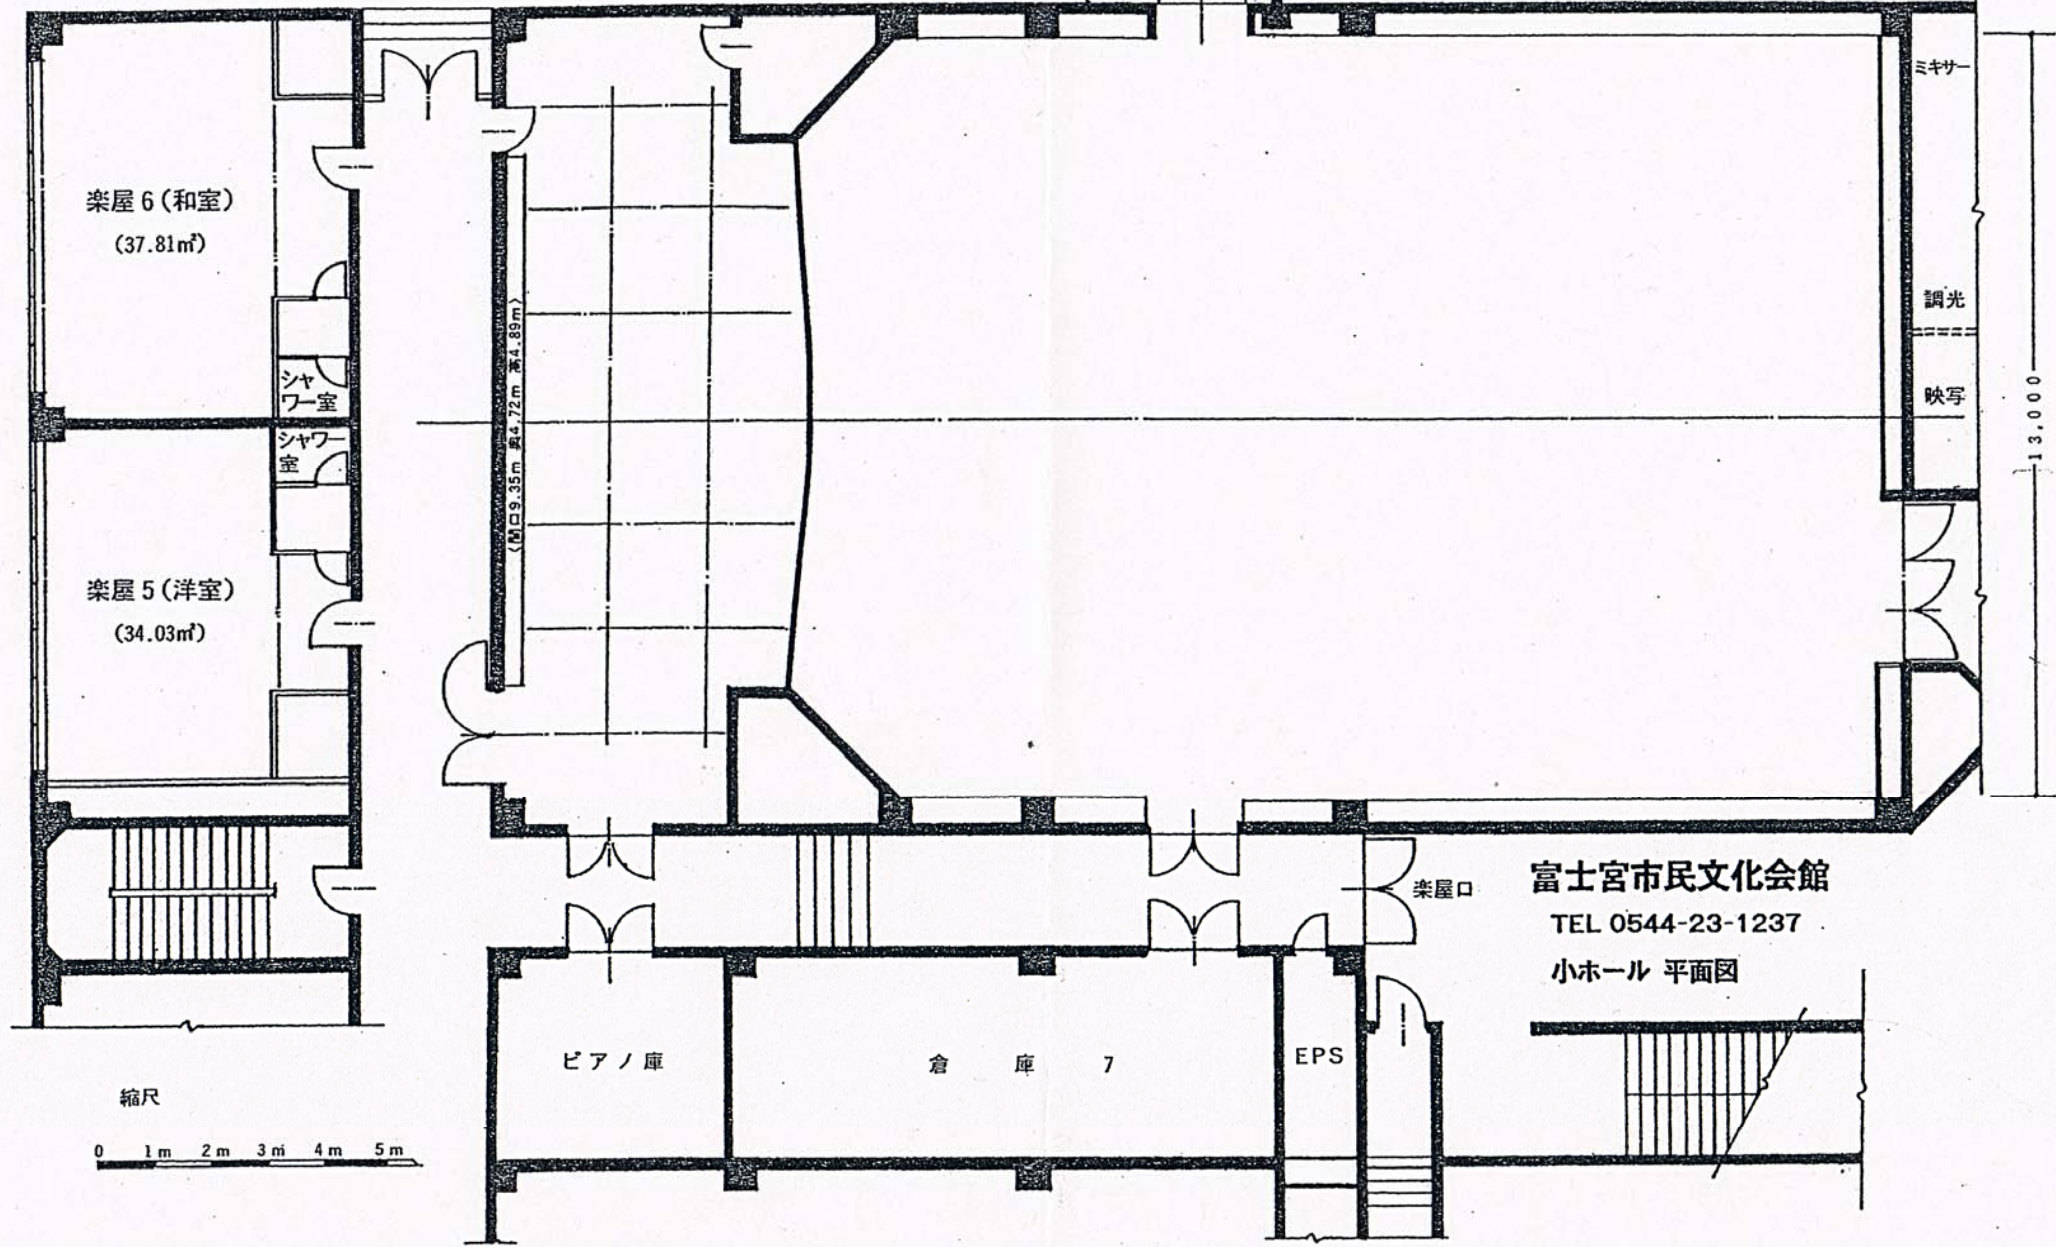 ミキサー
楽屋 6 (和室)
(37.81㎡)
調光
映写
13,000
シャ
ワー室
シャワー
室
(間口9.35m 奥4.72m 高4.89m)
楽屋 5 (洋室)
(34.03㎡)
楽屋口
富士宮市民文化会館
TEL 0544-23-1237
小ホール 平面図
ピアノ庫
倉 庫 7
EPS
縮尺
0 1m 2m 3m 4m 5m